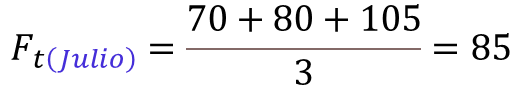 F_t(Julio) = (70 + 80 + 105) / 3 = 85